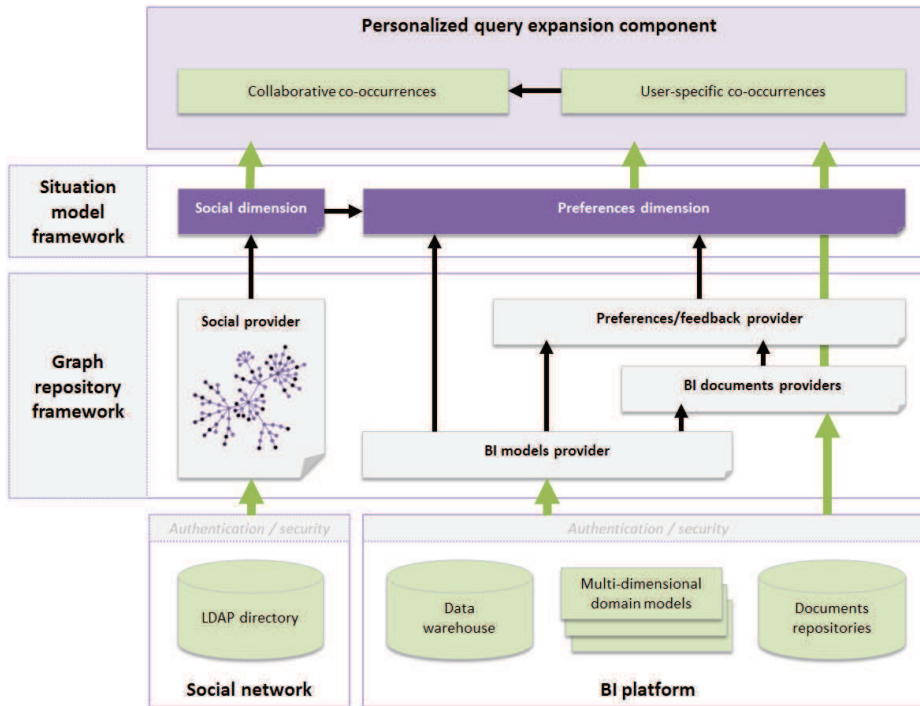 Personalized query expansion component
Collaborative co-occurrences
User-specific co-occurrences
Situation
model
framework
Social dimension
Preferences dimension
Graph
repository
framework
Social provider
Preferences/feedback provider
BI documents providers
BI models provider
Authentication / security
Authentication / security
LDAP directory
Data
warehouse
Multi-dimensional
domain models
Documents
repositories
Social network
BI platform